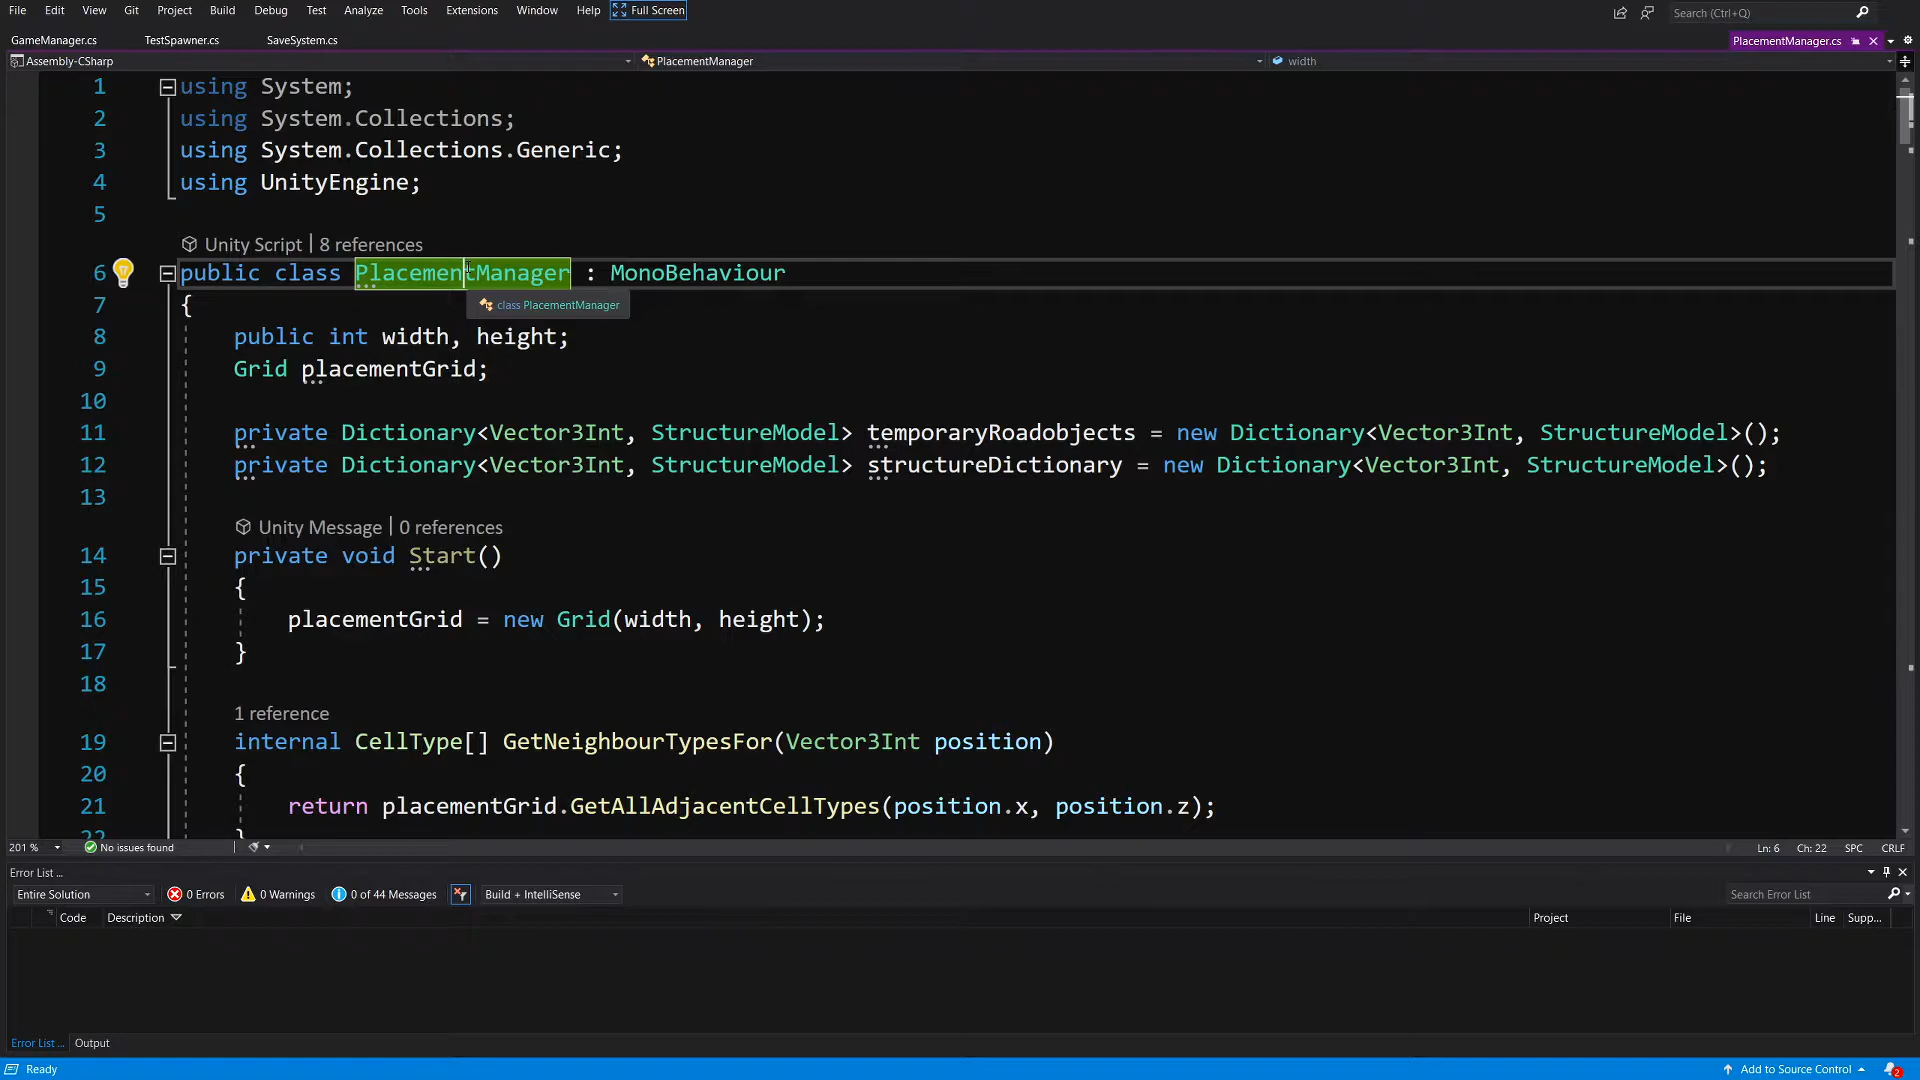 File Edit View Git Project Build Debug Test Analyze Tools Extensions Window Help Full Screen Search (Ctrl+Q)
GameManager.cs TestSpawner.cs SaveSystem.cs PlacementManager.cs
Assembly-CSharp PlacementManager width
1 using System;
2 using System.Collections;
3 using System.Collections.Generic;
4 using UnityEngine;
5
Unity Script | 8 references
6 public class PlacementManager : MonoBehaviour
class PlacementManager
7 {
8 public int width, height;
9 Grid placementGrid;
10
11 private Dictionary<Vector3Int, StructureModel> temporaryRoadobjects = new Dictionary<Vector3Int, StructureModel>();
12 private Dictionary<Vector3Int, StructureModel> structureDictionary = new Dictionary<Vector3Int, StructureModel>();
13
Unity Message | 0 references
14 private void Start()
15 {
16 placementGrid = new Grid(width, height);
17 }
18
1 reference
19 internal CellType[] GetNeighbourTypesFor(Vector3Int position)
20 {
21 return placementGrid.GetAllAdjacentCellTypes(position.x, position.z);
22 }
201 % No issues found Ln: 6 Ch: 22 SPC CRLF
Error List ...
Entire Solution 0 Errors 0 Warnings 0 of 44 Messages Build + IntelliSense Search Error List
Code Description Project File Line Supp...
Error List ... Output
Ready Add to Source Control 2